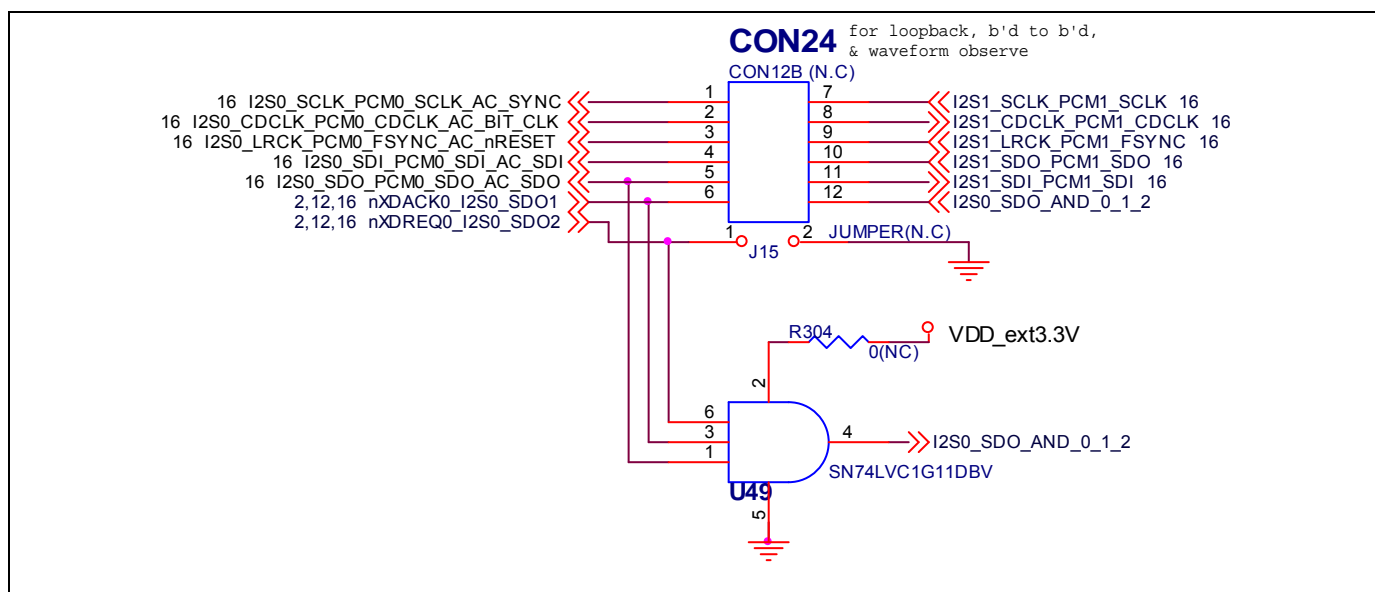 CON24
for loopback, b'd to b'd,
& waveform observe
CON12B (N.C)
16 I2S0_SCLK_PCM0_SCLK_AC_SYNC 1 7 I2S1_SCLK_PCM1_SCLK 16
16 I2S0_CDCLK_PCM0_CDCLK_AC_BIT_CLK 2 8 I2S1_CDCLK_PCM1_CDCLK 16
16 I2S0_LRCK_PCM0_FSYNC_AC_nRESET 3 9 I2S1_LRCK_PCM1_FSYNC 16
16 I2S0_SDI_PCM0_SDI_AC_SDI 4 10 I2S1_SDO_PCM1_SDO 16
16 I2S0_SDO_PCM0_SDO_AC_SDO 5 11 I2S1_SDI_PCM1_SDI 16
2,12,16 nXDACK0_I2S0_SDO1 6 12 I2S0_SDO_AND_0_1_2
2,12,16 nXDREQ0_I2S0_SDO2
1 2 JUMPER(N.C)
J15
R304
0(NC)
VDD_ext3.3V
2
6
3 4 I2S0_SDO_AND_0_1_2
1
SN74LVC1G11DBV
U49
5